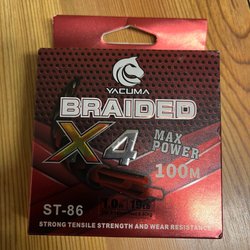 YACUMA
BRAIDED
X4
MAX
POWER
100M
ST-86
STRONG TENSILE STRENGTH AND WEAR RESISTANCE